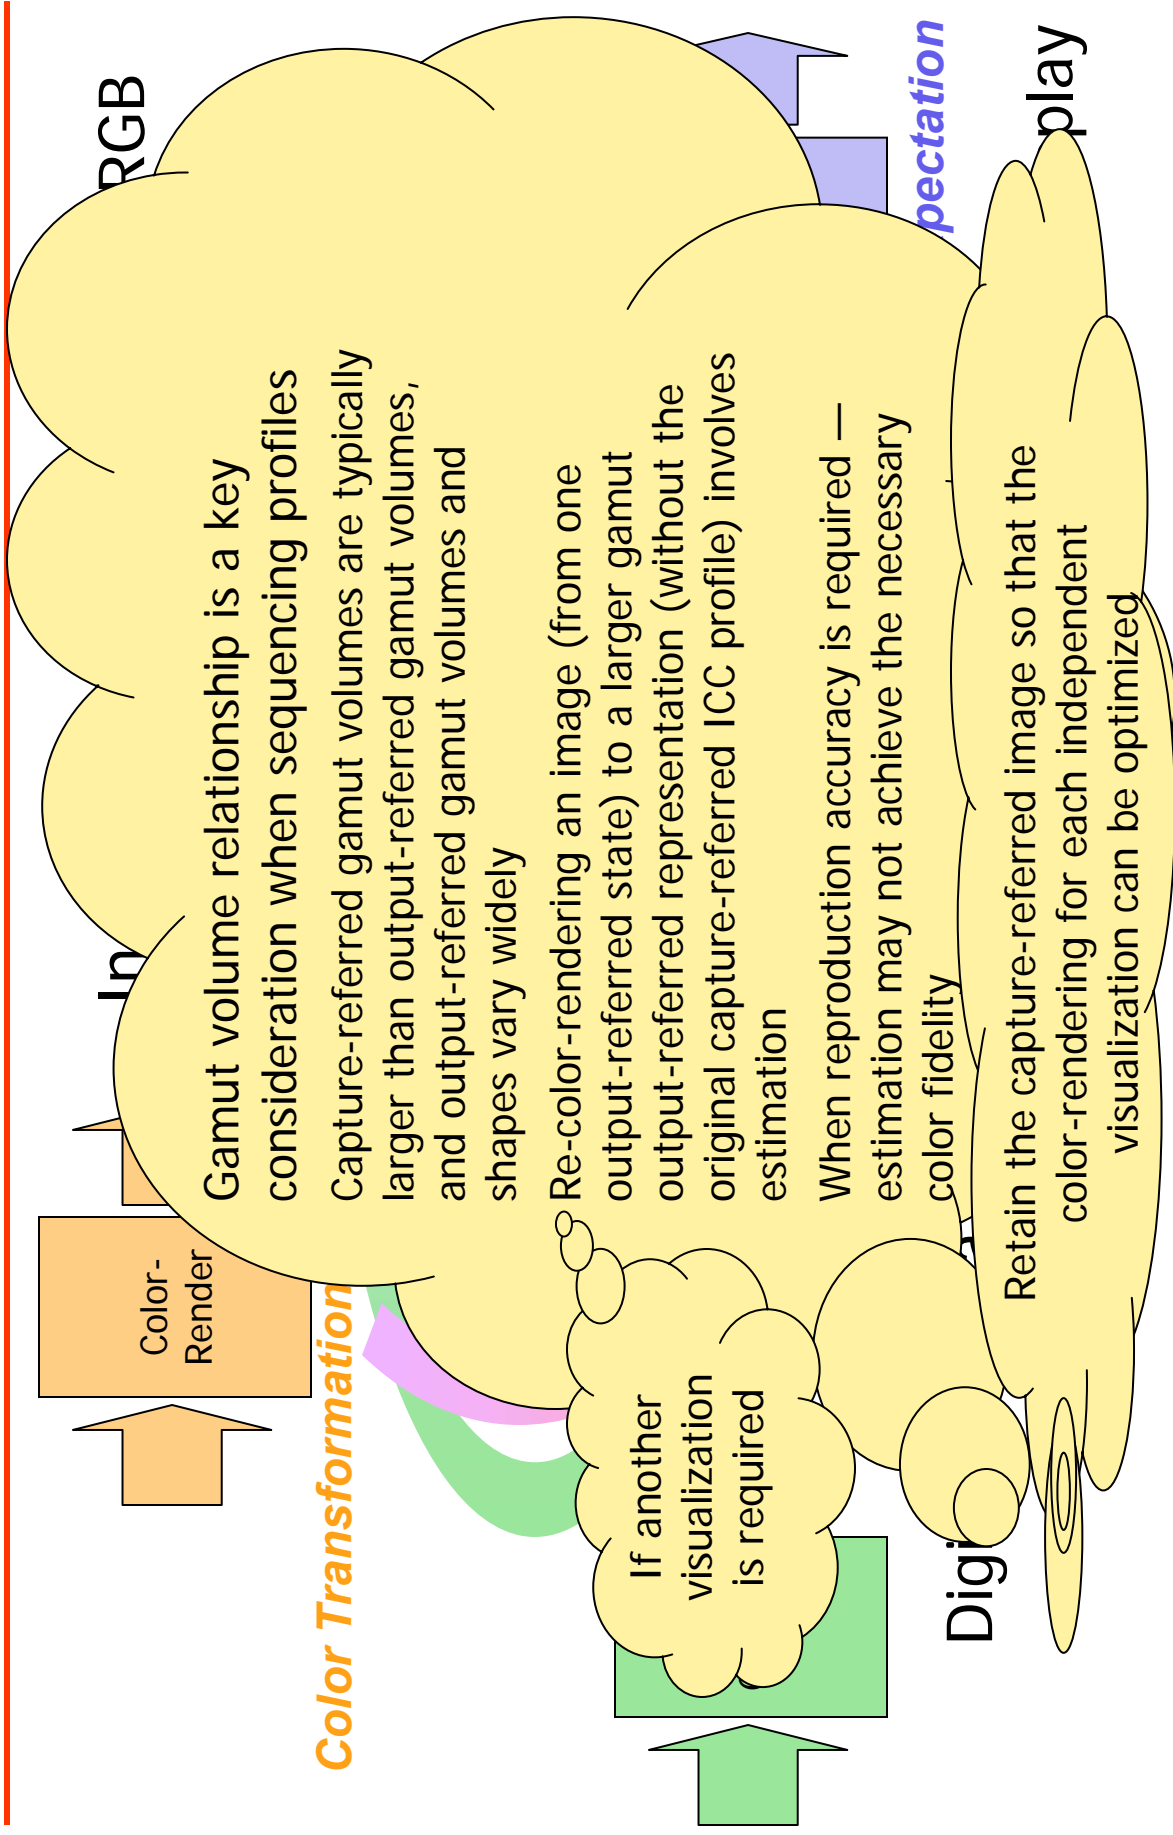 RGB
In
Color-
Render
Color Transformation
Gamut volume relationship is a key
consideration when sequencing profiles
Capture-referred gamut volumes are typically
larger than output-referred gamut volumes,
and output-referred gamut volumes and
shapes vary widely
Re-color-rendering an image (from one
output-referred state) to a larger gamut
output-referred representation (without the
original capture-referred ICC profile) involves
estimation
When reproduction accuracy is required —
estimation may not achieve the necessary
color fidelity
If another
visualization
is required
pectation
Digi
play
Retain the capture-referred image so that the
color-rendering for each independent
visualization can be optimized